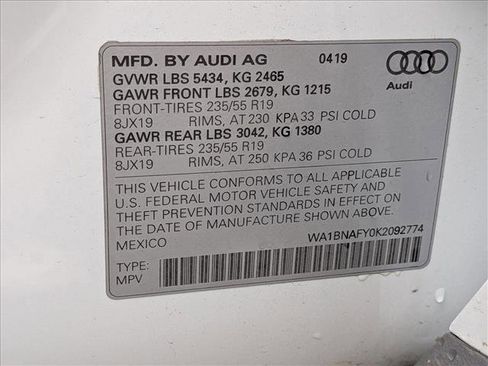 MFD. BY AUDI AG 0419
Audi
GVWR LBS 5434, KG 2465
GAWR FRONT LBS 2679, KG 1215
FRONT-TIRES 235/55 R19
8JX19 RIMS, AT 230 KPA 33 PSI COLD
GAWR REAR LBS 3042, KG 1380
REAR-TIRES 235/55 R19
8JX19 RIMS, AT 250 KPA 36 PSI COLD
THIS VEHICLE CONFORMS TO ALL APPLICABLE
U.S. FEDERAL MOTOR VEHICLE SAFETY AND
THEFT PREVENTION STANDARDS IN EFFECT ON
THE DATE OF MANUFACTURE SHOWN ABOVE.
MEXICO WA1BNAFY0K2092774
TYPE:
MPV